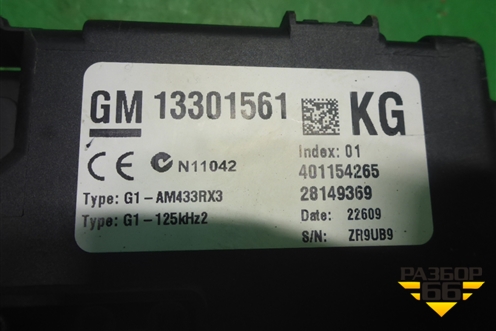 GM 13301561 KG
Index: 01
CE N11042 401154265
28149369
Type: G1-AM433RX3
Date: 22609
Type: G1-125kHz2
S/N: ZR9UB9
РАЗБОР
66